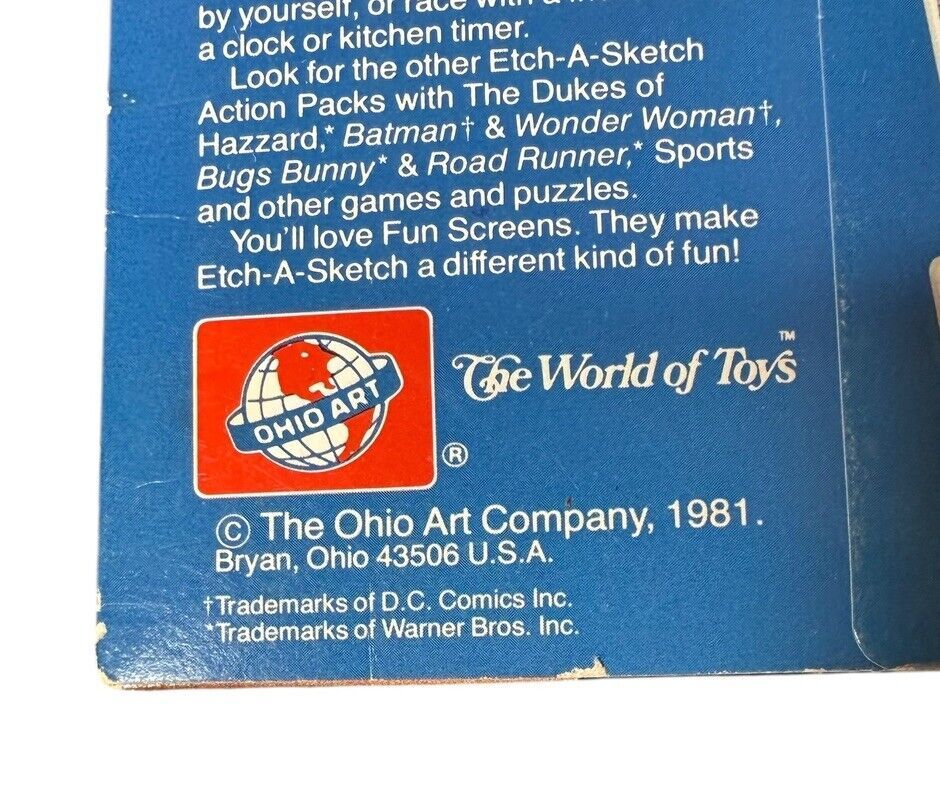 by yourself, or race with a
a clock or kitchen timer.
Look for the other Etch-A-Sketch
Action Packs with The Dukes of
Hazzard,* Batman† & Wonder Woman†,
Bugs Bunny* & Road Runner,* Sports
and other games and puzzles.
You'll love Fun Screens. They make
Etch-A-Sketch a different kind of fun!
OHIO ART
®
The World of Toys™
© The Ohio Art Company, 1981.
Bryan, Ohio 43506 U.S.A.
†Trademarks of D.C. Comics Inc.
*Trademarks of Warner Bros. Inc.